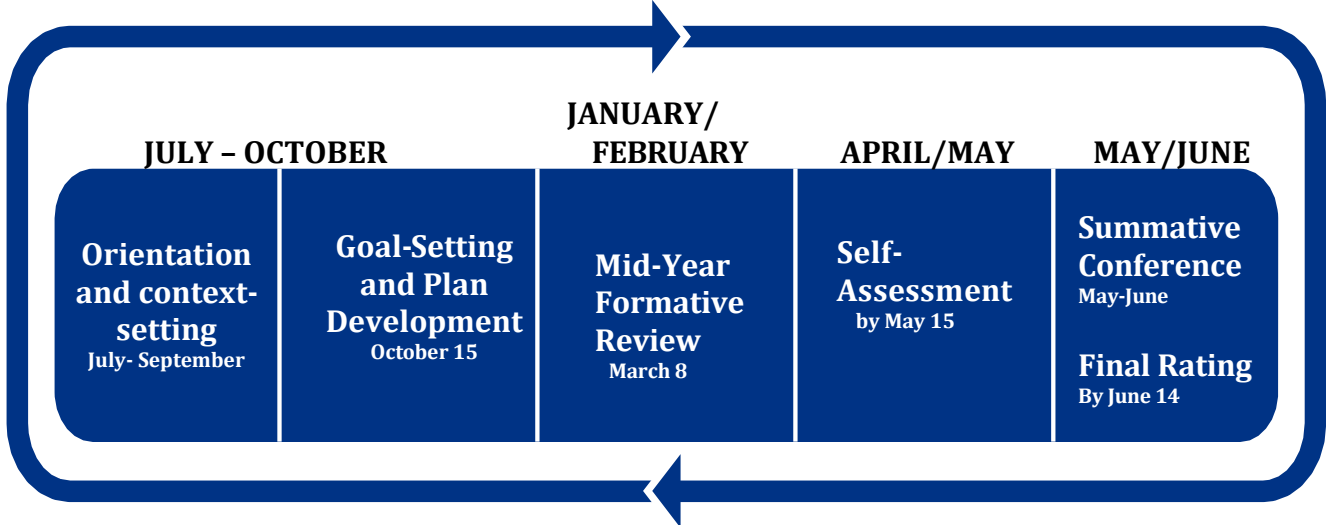 JULY – OCTOBER
JANUARY/
FEBRUARY
APRIL/MAY
MAY/JUNE
Orientation
and context-
setting
July- September
Goal-Setting
and Plan
Development
October 15
Mid-Year
Formative
Review
March 8
Self-
Assessment
by May 15
Summative
Conference
May-June
Final Rating
By June 14